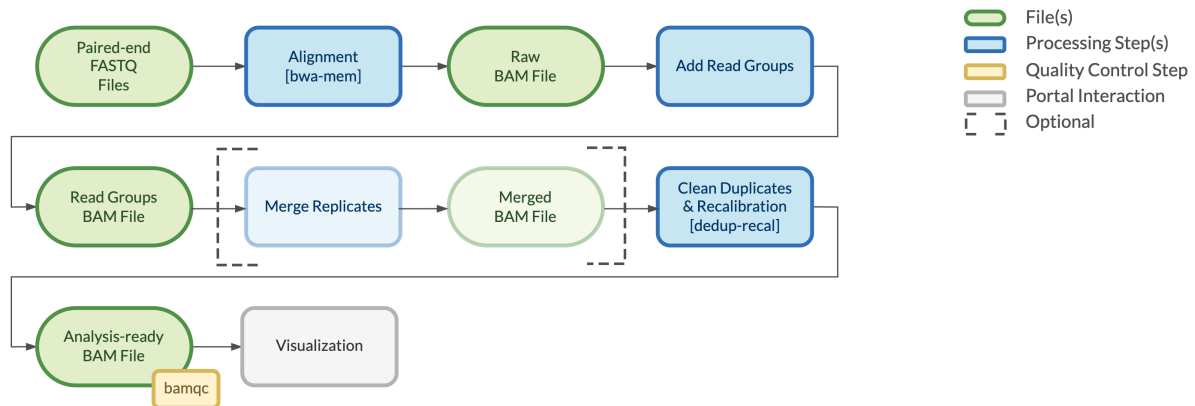 Paired-end
FASTQ
Files
Alignment
[bwa-mem]
Raw
BAM File
Add Read Groups
File(s)
Processing Step(s)
Quality Control Step
Portal Interaction
Optional
Read Groups
BAM File
Merge Replicates
Merged
BAM File
Clean Duplicates
& Recalibration
[dedup-recal]
Analysis-ready
BAM File
bamqc
Visualization